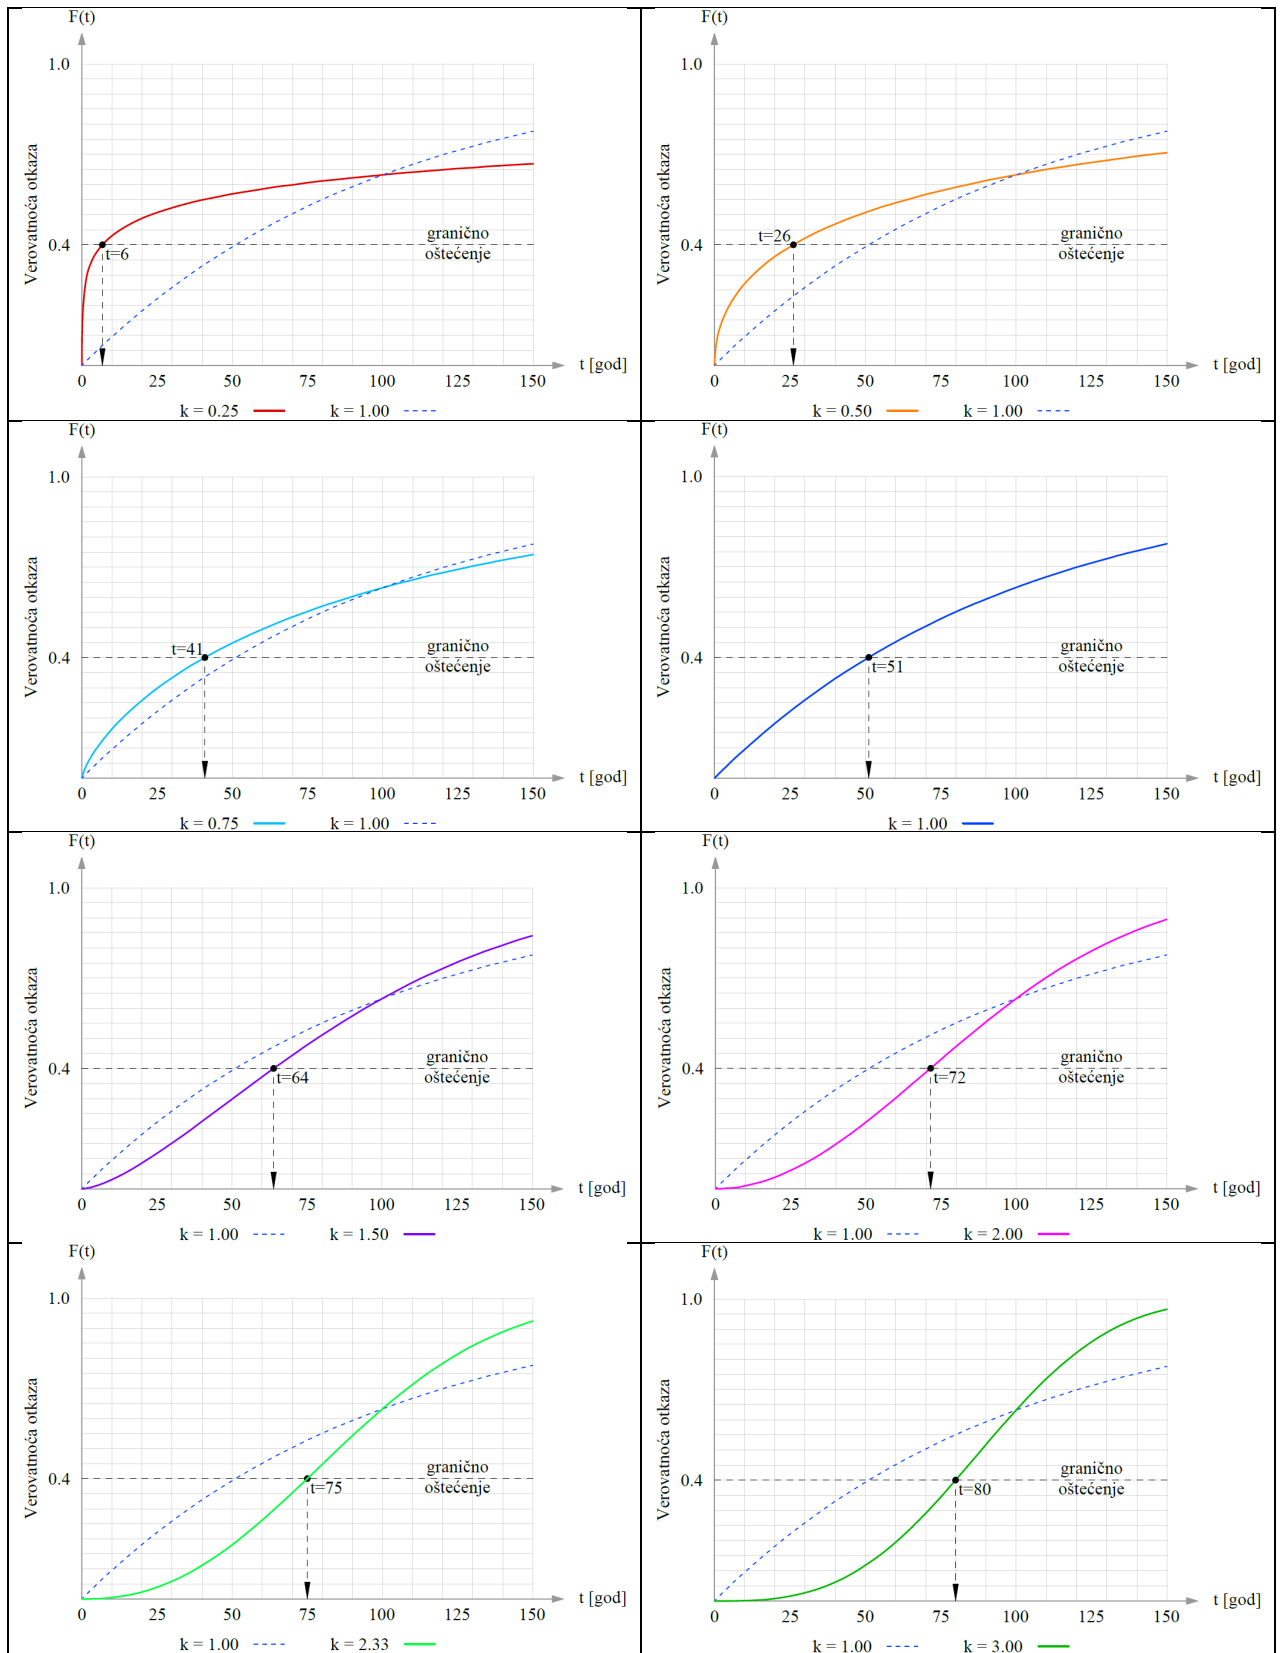 F(t)
1.0
Verovatnoća otkaza
granično
0.4
t=6
oštećenje
t [god]
0 25 50 75 100 125 150
k = 0.25 k = 1.00
F(t)
1.0
Verovatnoća otkaza
granično
t=26
0.4
oštećenje
t [god]
0 25 50 75 100 125 150
k = 0.50 k = 1.00
F(t)
1.0
Verovatnoća otkaza
granično
t=41
0.4
oštećenje
t [god]
0 25 50 75 100 125 150
k = 0.75 k = 1.00
F(t)
1.0
Verovatnoća otkaza
granično
0.4
t=51
oštećenje
t [god]
0 25 50 75 100 125 150
k = 1.00
F(t)
1.0
Verovatnoća otkaza
granično
0.4
t=64
oštećenje
t [god]
0 25 50 75 100 125 150
k = 1.00 k = 1.50
F(t)
1.0
Verovatnoća otkaza
granično
0.4
t=72
oštećenje
t [god]
0 25 50 75 100 125 150
k = 1.00 k = 2.00
F(t)
1.0
Verovatnoća otkaza
granično
0.4
t=75
oštećenje
t [god]
0 25 50 75 100 125 150
k = 1.00 k = 2.33
F(t)
1.0
Verovatnoća otkaza
granično
0.4
t=80
oštećenje
t [god]
0 25 50 75 100 125 150
k = 1.00 k = 3.00